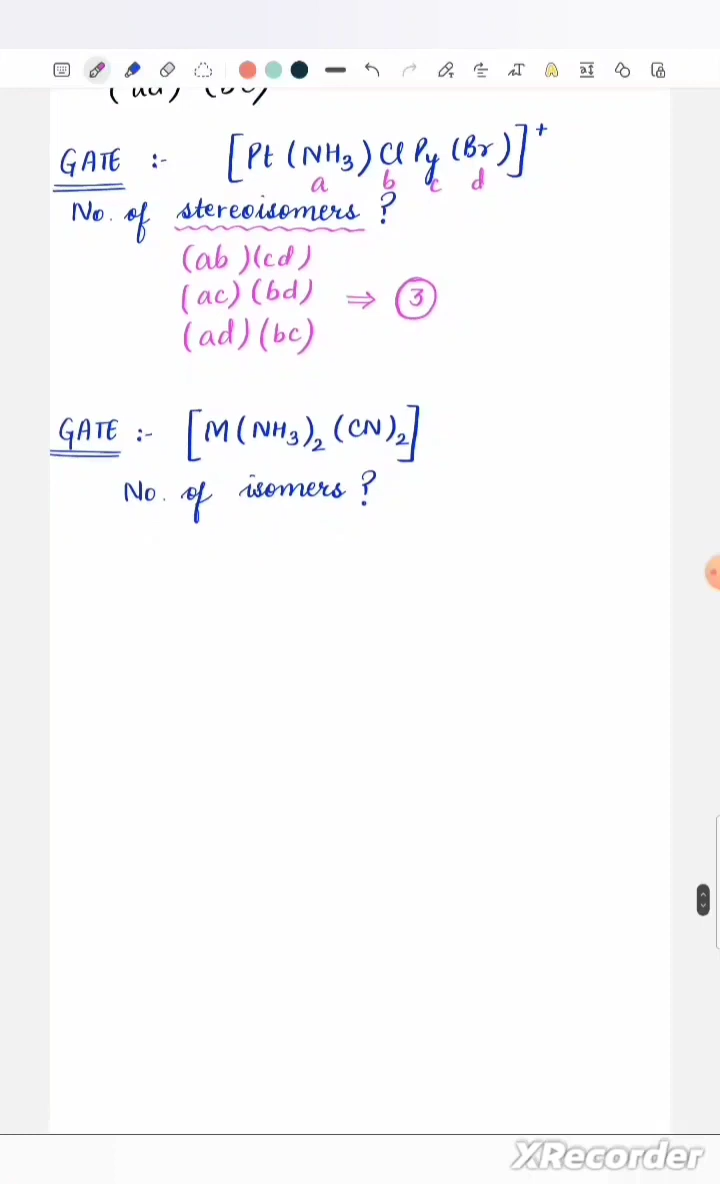 GATE :- [Pt (NH₃) Cl Py (Br)]⁺
a b c d
No. of stereoisomers ?
(ab)(cd)
(ac) (bd) ⇒ ③
(ad) (bc)
GATE :- [M(NH₃)₂ (CN)₂]
No. of isomers ?
XRecorder